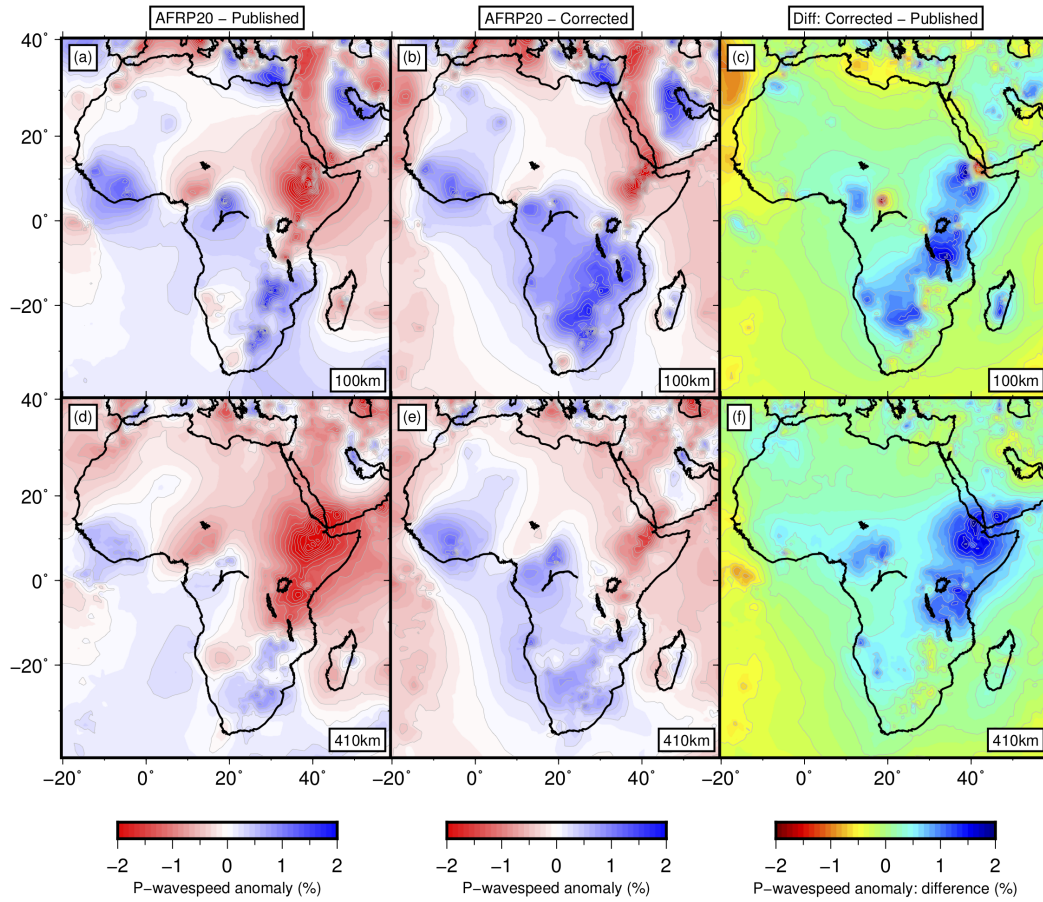 AFRP20 − Published
AFRP20 − Corrected
Diff: Corrected − Published
40˚
(a)
(b)
(c)
20˚
0˚
−20˚
100km
100km
100km
40˚
(d)
(e)
(f)
20˚
0˚
−20˚
410km
410km
410km
−20˚ 0˚ 20˚ 40˚ −20˚ 0˚ 20˚ 40˚ −20˚ 0˚ 20˚ 40˚
−2 −1 0 1 2
−2 −1 0 1 2
−2 −1 0 1 2
P−wavespeed anomaly (%)
P−wavespeed anomaly (%)
P−wavespeed anomaly: difference (%)